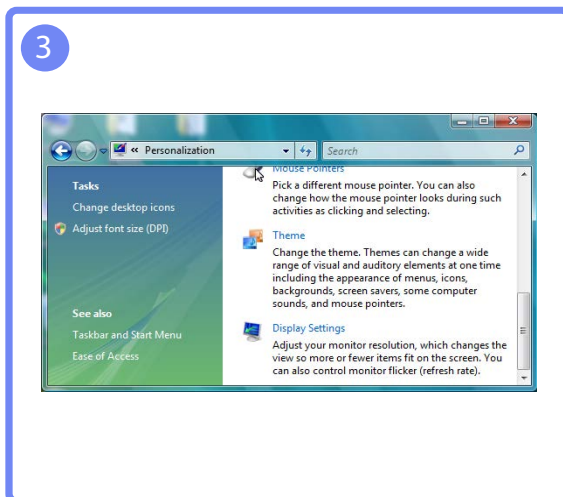 3
« Personalization
Search
Tasks
Change desktop icons
Adjust font size (DPI)
See also
Taskbar and Start Menu
Ease of Access
Mouse Pointers
Pick a different mouse pointer. You can also
change how the mouse pointer looks during such
activities as clicking and selecting.
Theme
Change the theme. Themes can change a wide
range of visual and auditory elements at one time
including the appearance of menus, icons,
backgrounds, screen savers, some computer
sounds, and mouse pointers.
Display Settings
Adjust your monitor resolution, which changes the
view so more or fewer items fit on the screen. You
can also control monitor flicker (refresh rate).